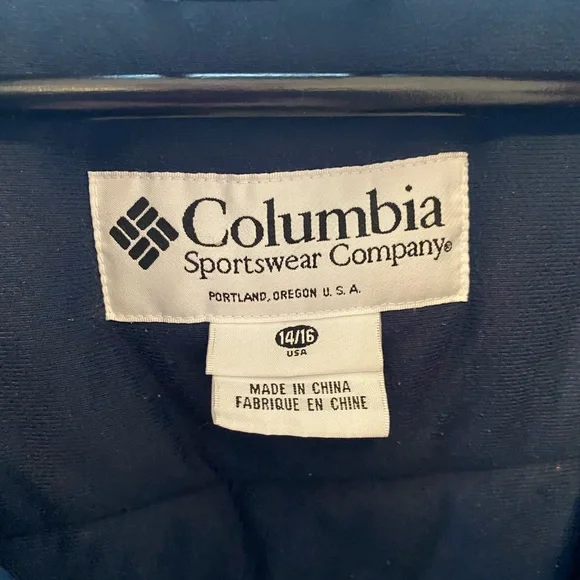 Columbia
Sportswear Company®
PORTLAND, OREGON U.S.A.
14/16
USA
MADE IN CHINA
FABRIQUE EN CHINE